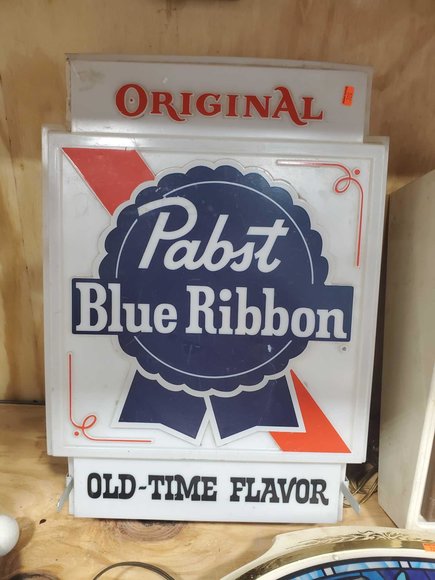 ORIGINAL
Pabst
Blue Ribbon
OLD-TIME FLAVOR